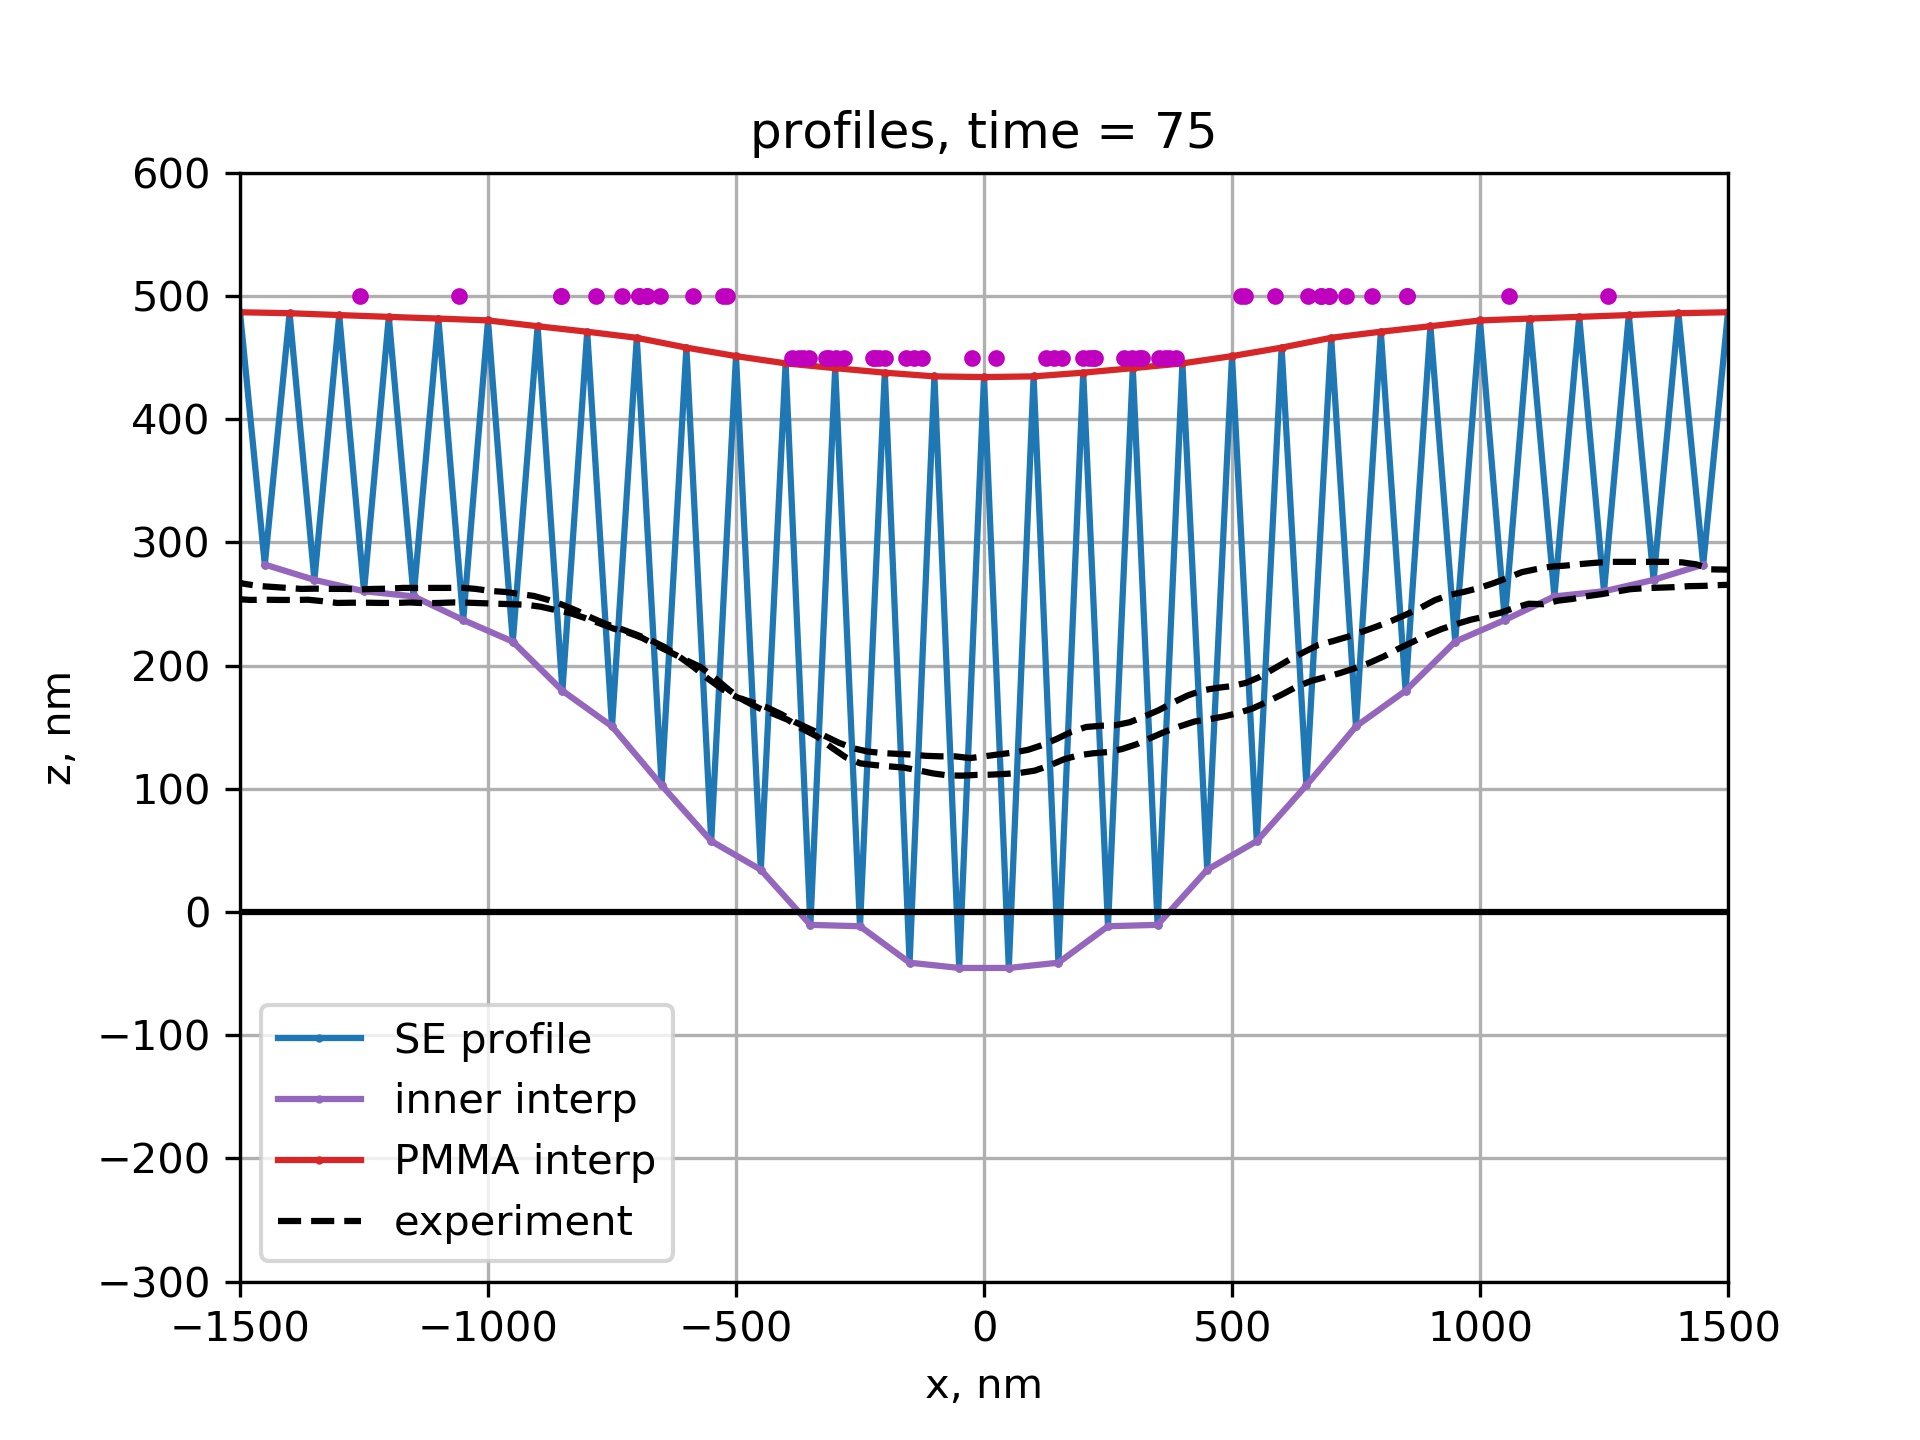 profiles, time = 75
600
500
400
300
200
100
0
−100
−200
−300
z, nm
SE profile
inner interp
PMMA interp
experiment
−1500 −1000 −500 0 500 1000 1500
x, nm